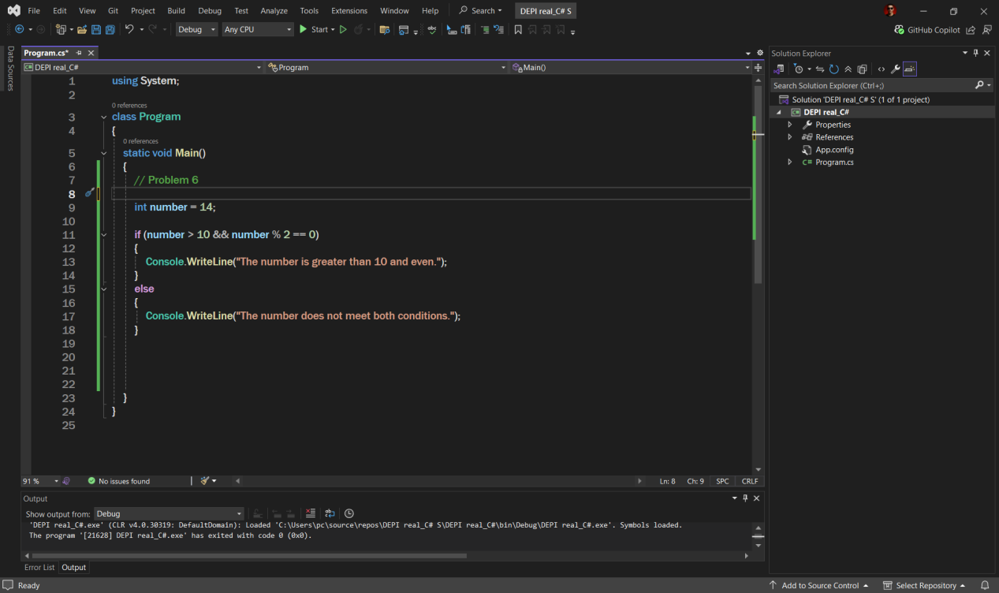 File Edit View Git Project Build Debug Test Analyze Tools Extensions Window Help Search DEPI real_C# S
Debug Any CPU Start GitHub Copilot
Data Sources
Program.cs*
DEPI real_C# Program Main()
1 using System;
2
0 references
3 class Program
4 {
0 references
5 static void Main()
6 {
7 // Problem 6
8
9 int number = 14;
10
11 if (number > 10 && number % 2 == 0)
12 {
13 Console.WriteLine("The number is greater than 10 and even.");
14 }
15 else
16 {
17 Console.WriteLine("The number does not meet both conditions.");
18 }
19
20
21
22
23 }
24 }
25
91 % No issues found Ln: 8 Ch: 9 SPC CRLF
Output
Show output from: Debug
'DEPI real_C#.exe' (CLR v4.0.30319: DefaultDomain): Loaded 'C:\Users\pc\source\repos\DEPI real_C# S\DEPI real_C#\bin\Debug\DEPI real_C#.exe'. Symbols loaded.
The program '[21628] DEPI real_C#.exe' has exited with code 0 (0x0).
Error List Output
Solution Explorer
Search Solution Explorer (Ctrl+;)
Solution 'DEPI real_C# S' (1 of 1 project)
DEPI real_C#
Properties
References
App.config
C# Program.cs
Ready Add to Source Control Select Repository